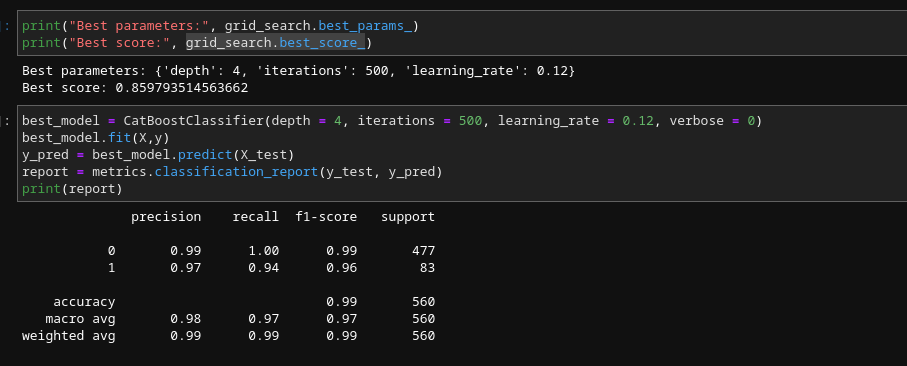 ]: print("Best parameters:", grid_search.best_params_)
print("Best score:", grid_search.best_score_)
Best parameters: {'depth': 4, 'iterations': 500, 'learning_rate': 0.12}
Best score: 0.859793514563662
]: best_model = CatBoostClassifier(depth = 4, iterations = 500, learning_rate = 0.12, verbose = 0)
best_model.fit(X,y)
y_pred = best_model.predict(X_test)
report = metrics.classification_report(y_test, y_pred)
print(report)
precision recall f1-score support
0 0.99 1.00 0.99 477
1 0.97 0.94 0.96 83
accuracy 0.99 560
macro avg 0.98 0.97 0.97 560
weighted avg 0.99 0.99 0.99 560